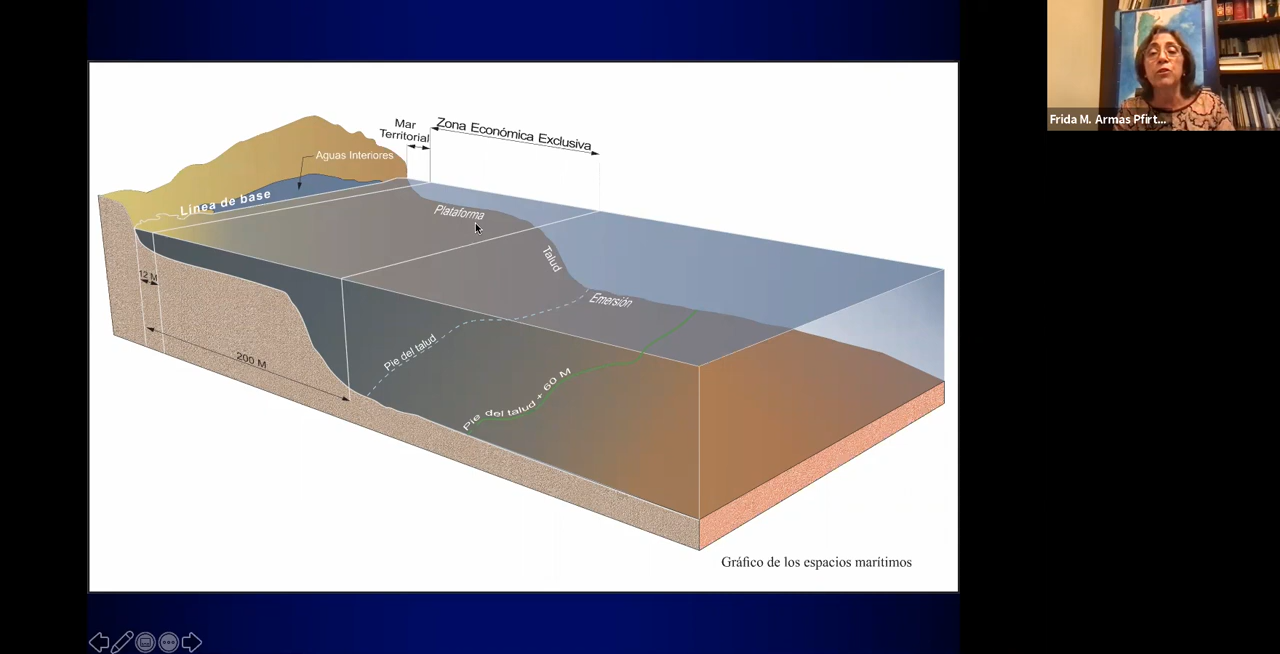 Mar
Territorial
Zona Económica Exclusiva
Aguas Interiores
Línea de base
Plataforma
Talud
Emersión
12 M
200 M
Pie del talud
Pie del talud + 60 M
Gráfico de los espacios marítimos
Frida M. Armas Pfirt...